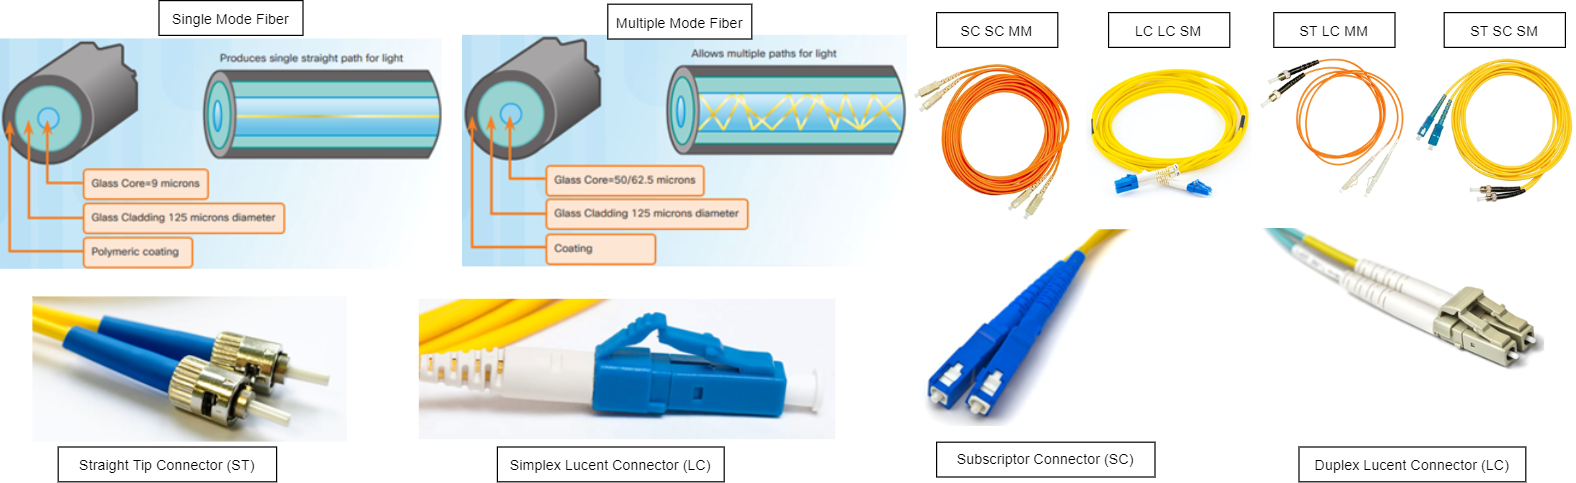 Single Mode Fiber
Produces single straight path for light
Glass Core=9 microns
Glass Cladding 125 microns diameter
Polymeric coating
Multiple Mode Fiber
Allows multiple paths for light
Glass Core=50/62.5 microns
Glass Cladding 125 microns diameter
Coating
SC SC MM
LC LC SM
ST LC MM
ST SC SM
Straight Tip Connector (ST)
Simplex Lucent Connector (LC)
Subscriptor Connector (SC)
Duplex Lucent Connector (LC)